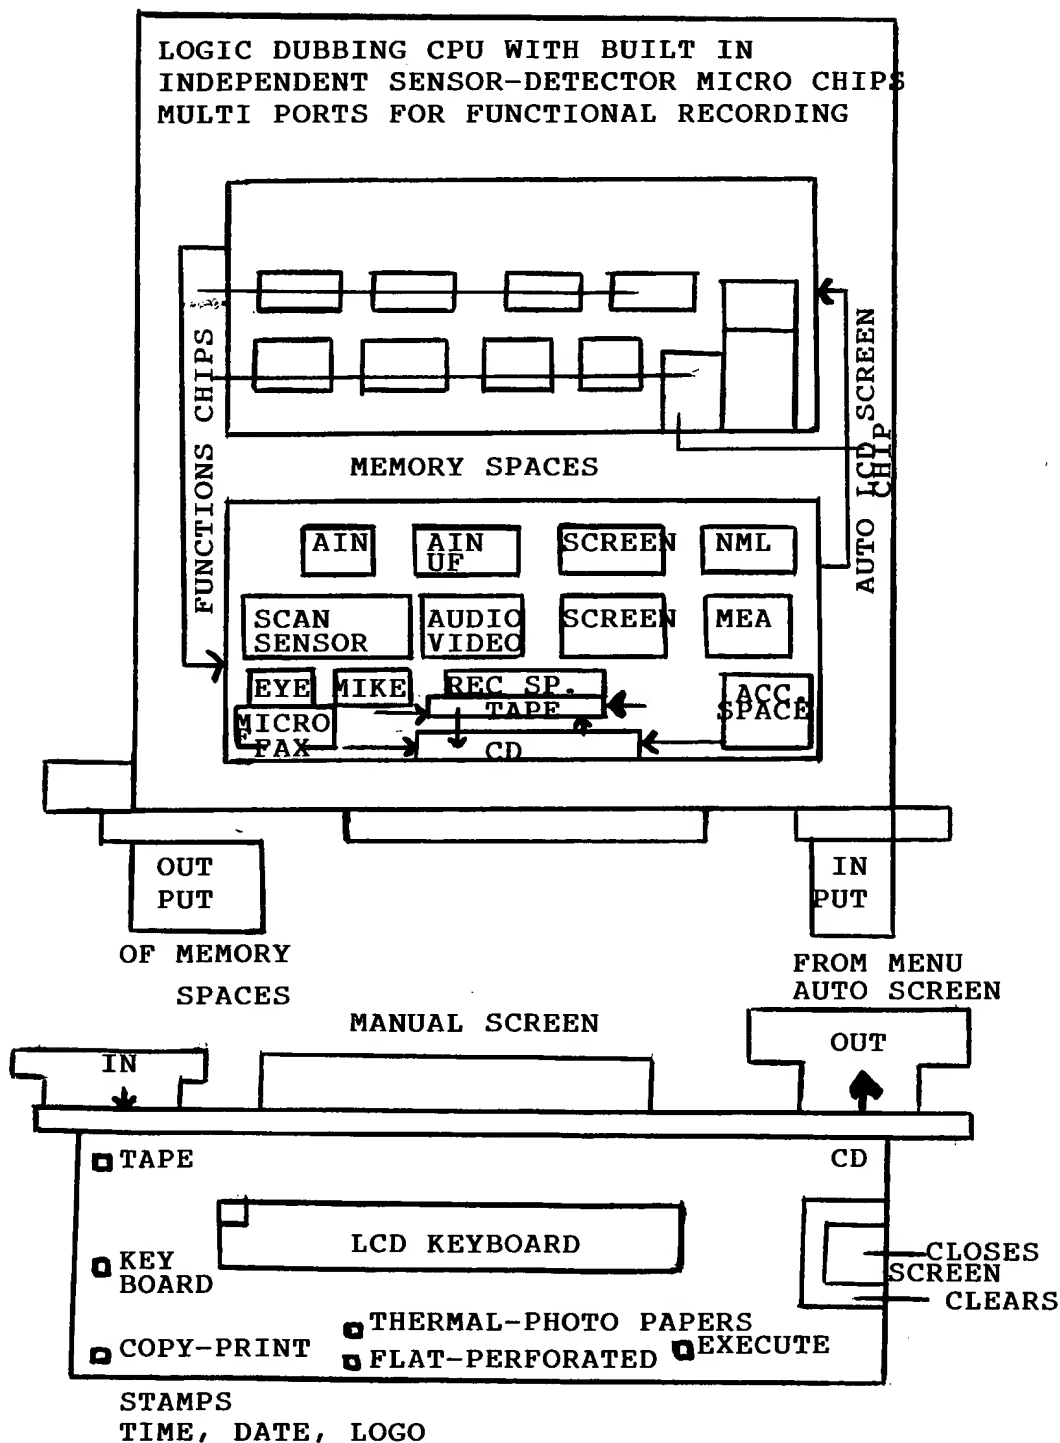 LOGIC DUBBING CPU WITH BUILT IN
INDEPENDENT SENSOR-DETECTOR MICRO CHIPS
MULTI PORTS FOR FUNCTIONAL RECORDING
FUNCTIONS CHIPS
AUTO LCD SCREEN
CHIP
MEMORY SPACES
AIN
AIN
UF
SCREEN
NML
SCAN
SENSOR
AUDIO
VIDEO
SCREEN
MEA
EYE
MIKE
REC SP.
TAPE
ACC.
SPACE
MICRO
FAX
CD
OUT
PUT
IN
PUT
OF MEMORY
SPACES
FROM MENU
AUTO SCREEN
MANUAL SCREEN
IN
OUT
TAPE
CD
LCD KEYBOARD
KEY
BOARD
CLOSES
SCREEN
CLEARS
THERMAL-PHOTO PAPERS
EXECUTE
COPY-PRINT
FLAT-PERFORATED
STAMPS
TIME, DATE, LOGO